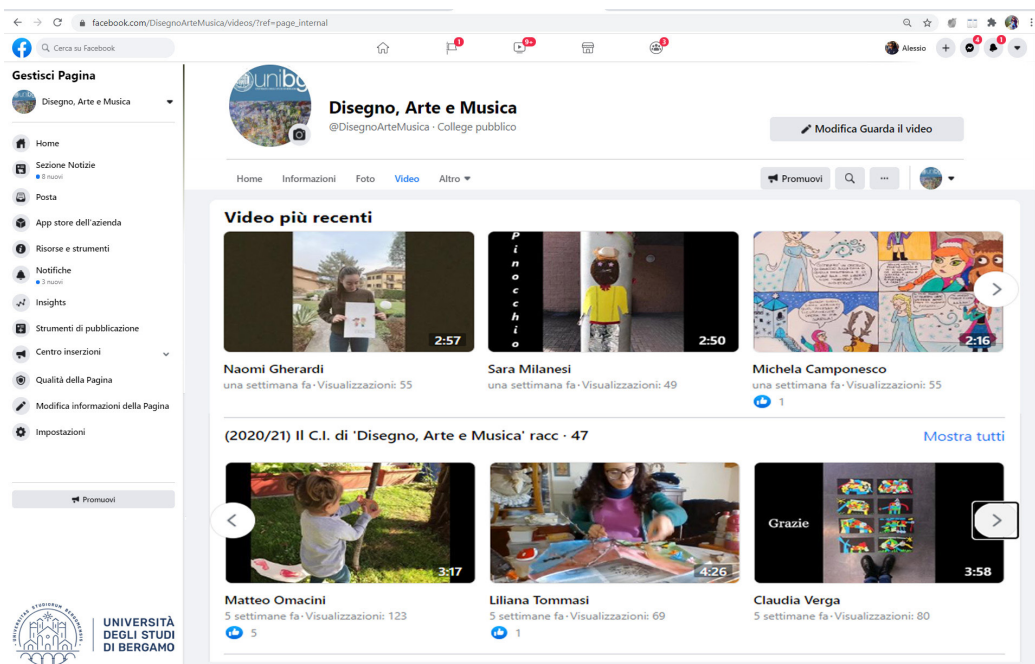 facebook.com/DisegnoArteMusica/videos/?ref=page_internal
Cerca su Facebook
9+
3
Alessio
4
1
Gestisci Pagina
Disegno, Arte e Musica
Home
Sezione Notizie
8 nuovi
Posta
App store dell'azienda
Risorse e strumenti
Notifiche
3 nuovi
Insights
Strumenti di pubblicazione
Centro inserzioni
Qualità della Pagina
Modifica informazioni della Pagina
Impostazioni
Promuovi
UNIVERSITÀ
DEGLI STUDI
DI BERGAMO
unibg
Disegno, Arte e Musica
@DisegnoArteMusica · College pubblico
Modifica Guarda il video
Home Informazioni Foto Video Altro
Promuovi
Video più recenti
2:57
Pinocchio
2:50
2:16
Naomi Gherardi
una settimana fa · Visualizzazioni: 55
Sara Milanesi
una settimana fa · Visualizzazioni: 49
Michela Camponesco
una settimana fa · Visualizzazioni: 55
1
(2020/21) Il C.I. di 'Disegno, Arte e Musica' racc · 47
Mostra tutti
3:17
4:26
Grazie
3:58
Matteo Omacini
5 settimane fa · Visualizzazioni: 123
5
Liliana Tommasi
5 settimane fa · Visualizzazioni: 69
1
Claudia Verga
5 settimane fa · Visualizzazioni: 80